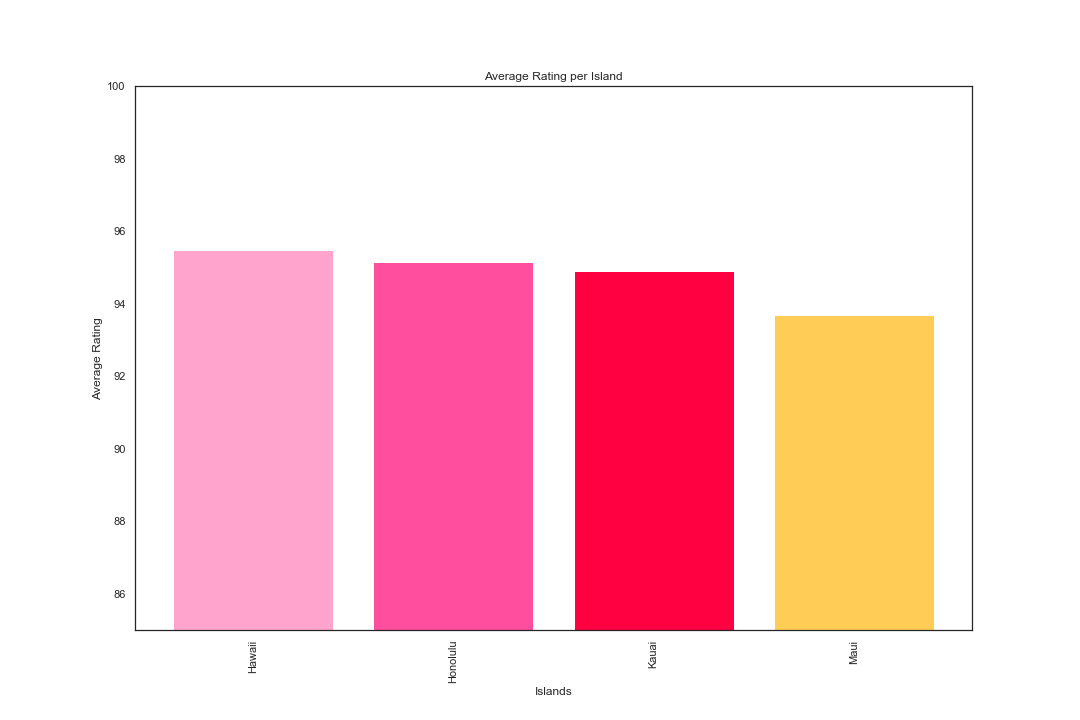 Average Rating per Island
100
98
96
94
92
90
88
86
Average Rating
Hawaii
Honolulu
Kauai
Maui
Islands